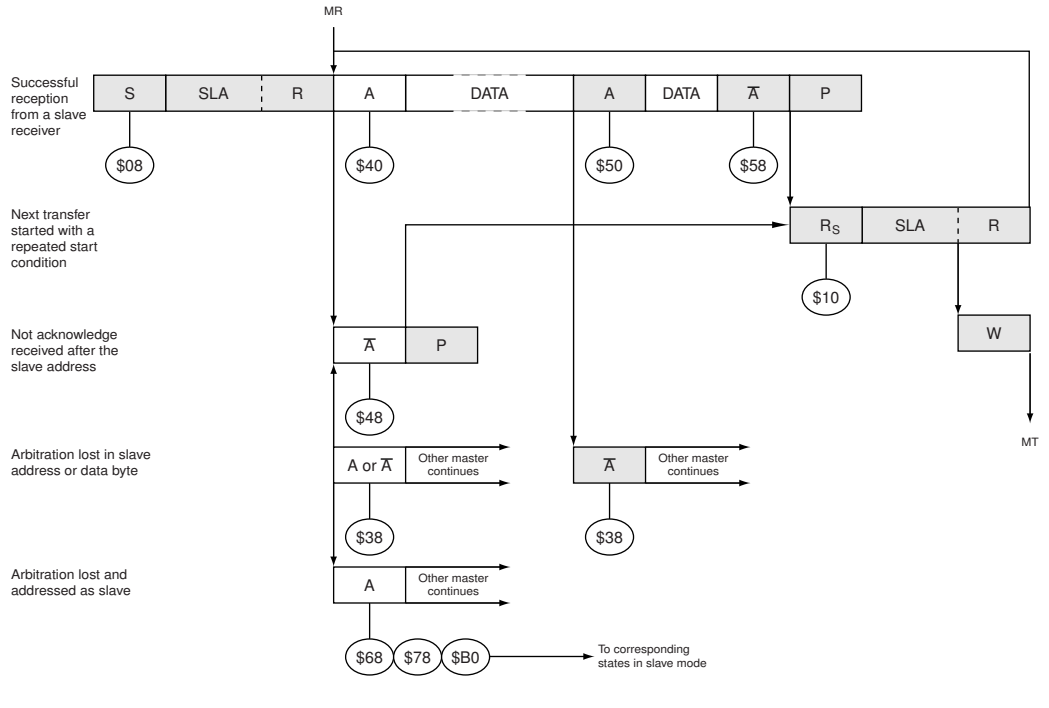 MR
Successful
reception
from a slave
receiver
S SLA R A DATA A DATA A̅ P
$08 $40 $50 $58
Next transfer
started with a
repeated start
condition
RS SLA R
$10
Not acknowledge
received after the
slave address
A̅ P
W
$48
MT
Arbitration lost in slave
address or data byte
A or A̅ Other master
continues
A̅ Other master
continues
$38 $38
Arbitration lost and
addressed as slave
A Other master
continues
$68 $78 $B0 To corresponding
states in slave mode